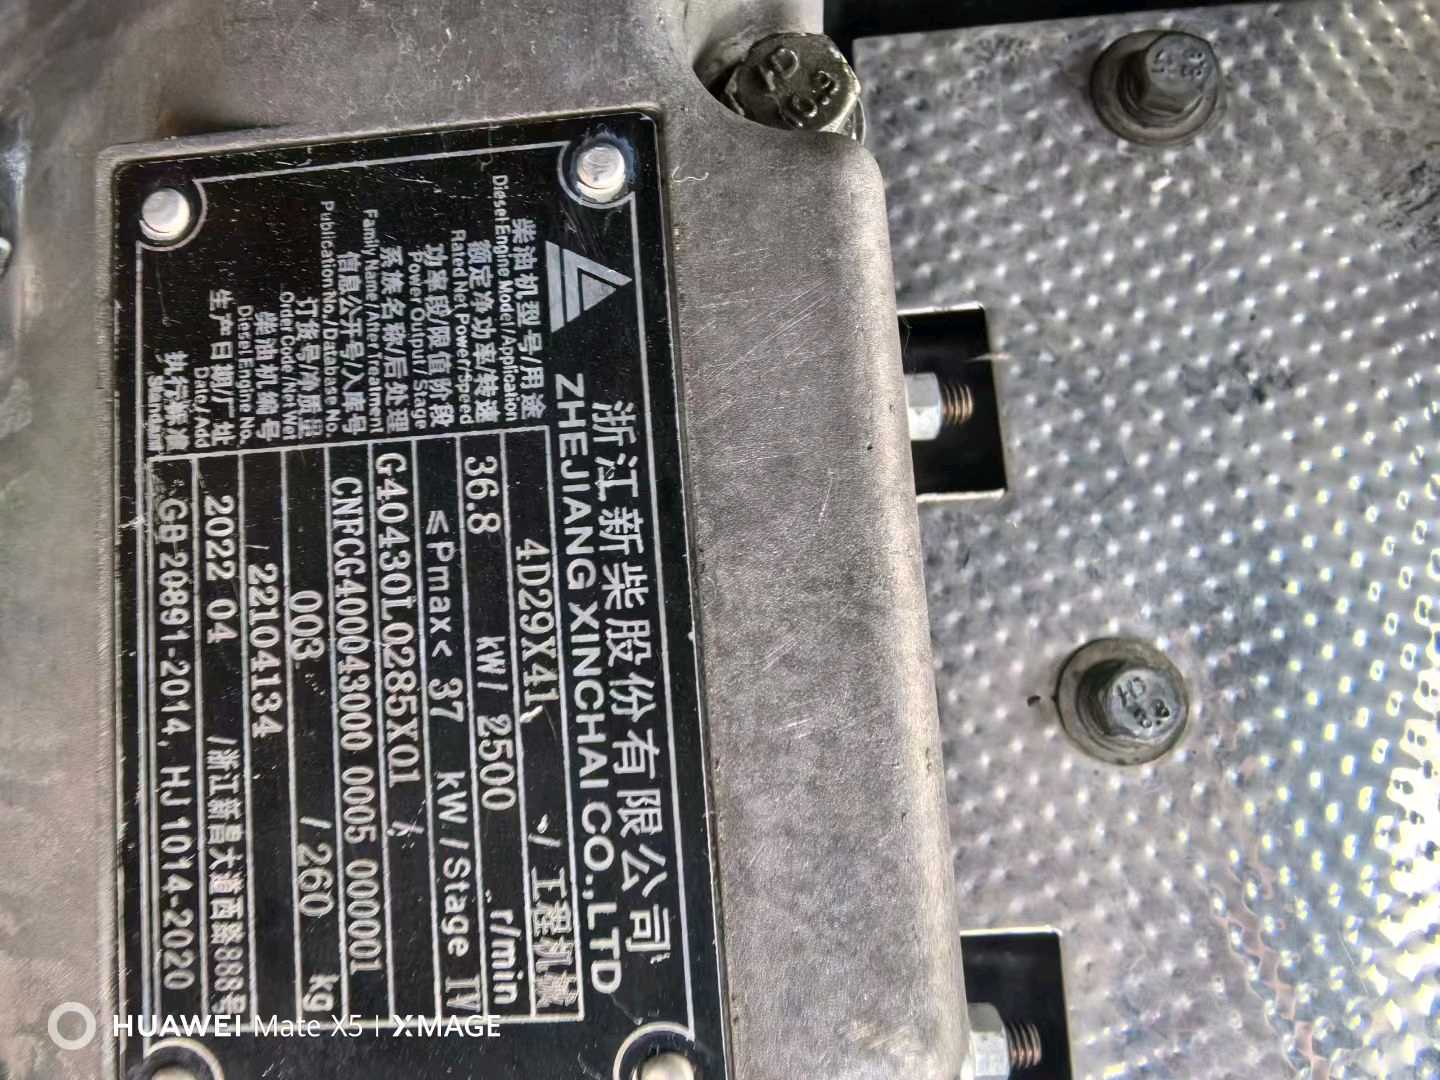 浙江新柴股份有限公司
ZHEJIANG XINCHAI CO.,LTD
柴油机型号/用途 4D29X41 / 工程机械
Diesel Engine Model/Application
额定净功率/转速 36.8 kW/ 2500 r/min
Rated Net Power/Speed
功率段/限值阶段 ≤Pmax< 37 kW/Stage IV
Power Output/Stage
系族名称/后处理 G40430L0285X01 /
Family Name/After Treatment
信息公开号/入库号 CNRCG4000043000 0005 000001
Publication No./Database No.
订货号/净质量 003 / 260 kg
Oder Code/Net Wet
柴油机编号 22104134
Diesel Engine No.
生产日期/厂址 2022 04 /浙江新昌大道西路888号
Date/Add
执行标准 GB 20891-2014, HJ 1014-2020
Standard
HD
8.8
HUAWEI Mate X5 | XMAGE